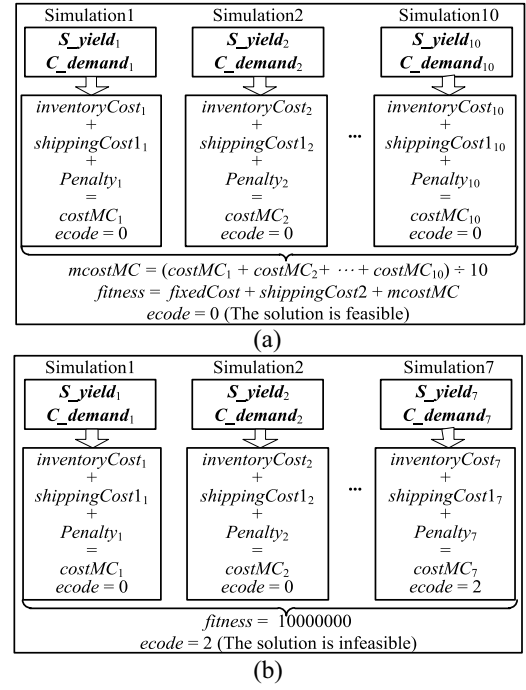 Simulation1 Simulation2 Simulation10
S_yield1 S_yield2 S_yield10
C_demand1 C_demand2 C_demand10
inventoryCost1 inventoryCost2 inventoryCost10
+ + +
shippingCost11 shippingCost12 shippingCost110
+ + ... +
Penalty1 Penalty2 Penalty10
= = =
costMC1 costMC2 costMC10
ecode = 0 ecode = 0 ecode = 0
mcostMC = (costMC1 + costMC2+ ⋯ + costMC10) ÷ 10
fitness = fixedCost + shippingCost2 + mcostMC
ecode = 0 (The solution is feasible)
(a)
Simulation1 Simulation2 Simulation7
S_yield1 S_yield2 S_yield7
C_demand1 C_demand2 C_demand7
inventoryCost1 inventoryCost2 inventoryCost7
+ + +
shippingCost11 shippingCost12 ... shippingCost17
+ + +
Penalty1 Penalty2 Penalty7
= = =
costMC1 costMC2 costMC7
ecode = 0 ecode = 0 ecode = 2
fitness = 10000000
ecode = 2 (The solution is infeasible)
(b)